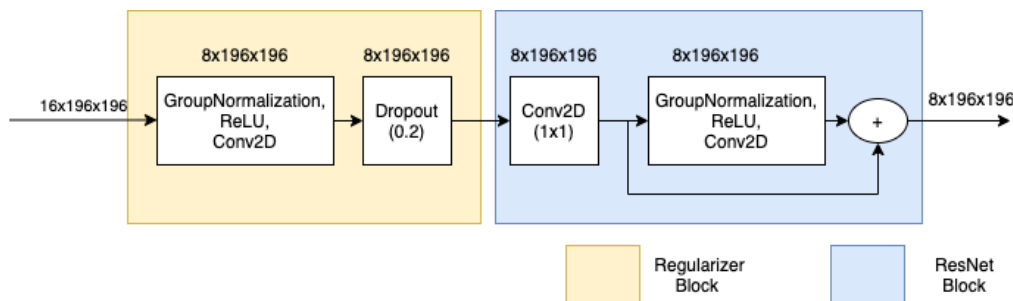 8x196x196
8x196x196
8x196x196
8x196x196
16x196x196
GroupNormalization,
ReLU,
Conv2D
Dropout
(0.2)
Conv2D
(1x1)
GroupNormalization,
ReLU,
Conv2D
+
8x196x196
Regularizer
Block
ResNet
Block